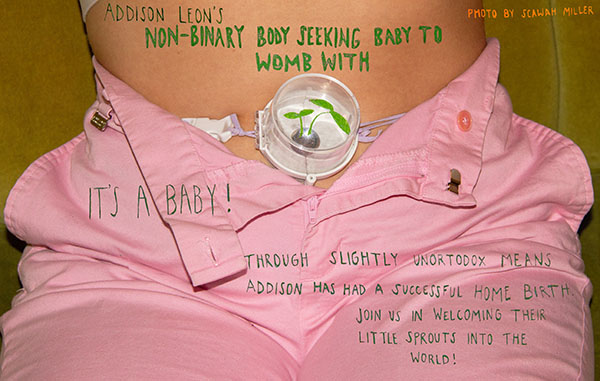 ADDISON LEON'S
PHOTO BY SCAWAH MILLER
NON-BINARY BODY SEEKING BABY TO
WOMB WITH
IT'S A BABY!
THROUGH SLIGHTLY UNORTODOX MEANS
ADDISON HAS HAD A SUCCESSFUL HOME BIRTH.
JOIN US IN WELCOMING THEIR
LITTLE SPROUTS INTO THE
WORLD!